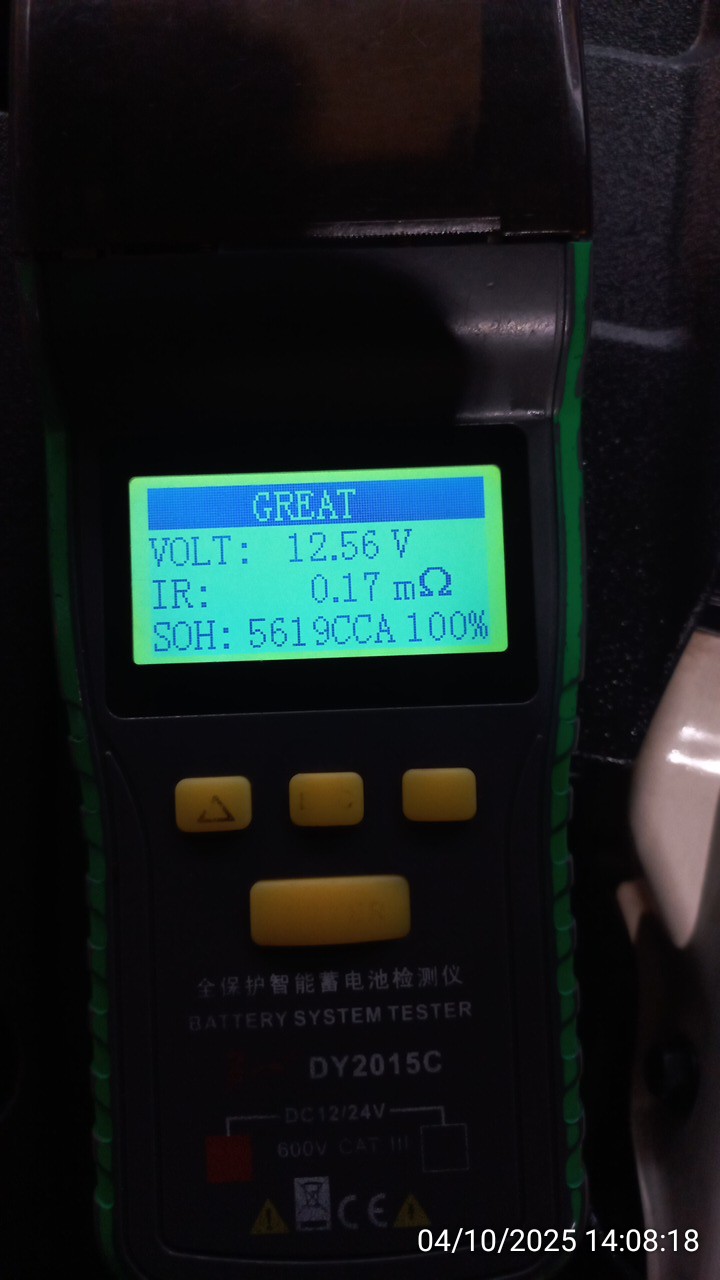 GREAT
VOLT: 12.56 V
IR: 0.17 mΩ
SOH: 5619CCA 100%
全保护智能蓄电池检测仪
BATTERY SYSTEM TESTER
DY2015C
DC12/24V
600V CAT III
CE
04/10/2025 14:08:18